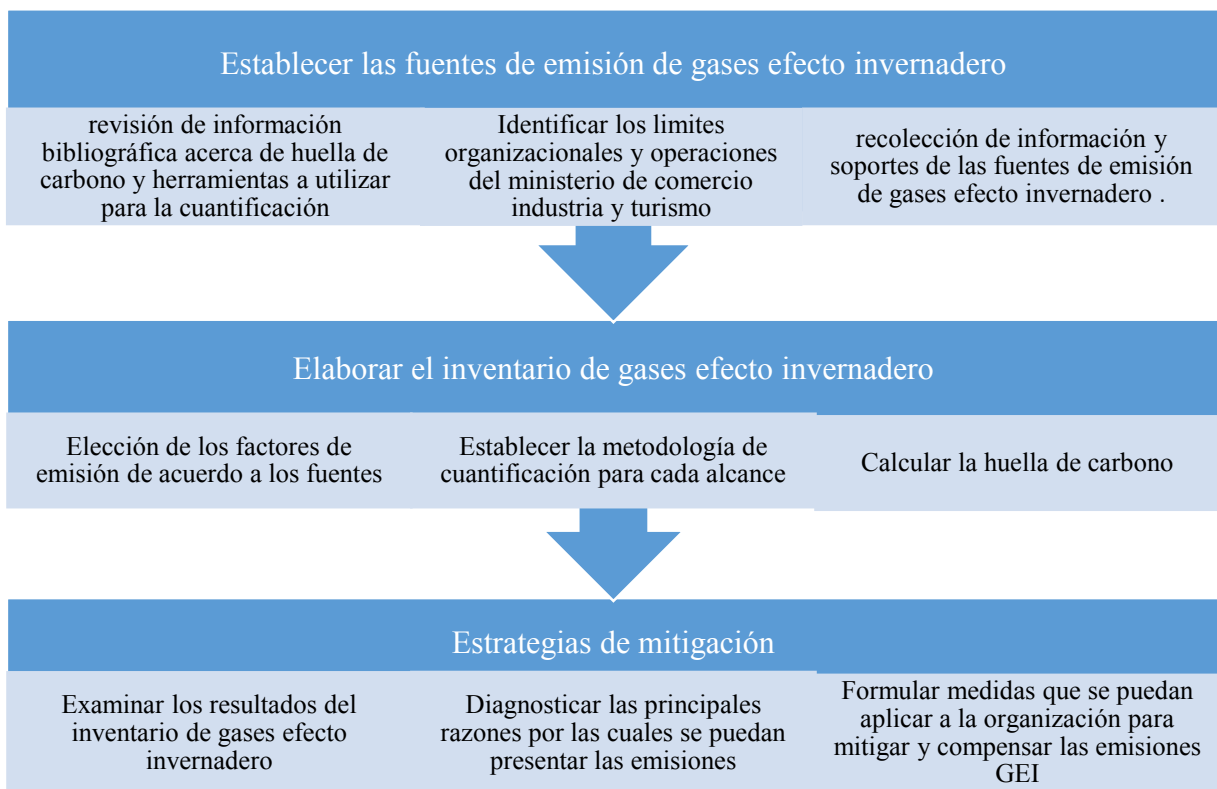 Establecer las fuentes de emisión de gases efecto invernadero
revisión de información
bibliográfica acerca de huella de
carbono y herramientas a utilizar
para la cuantificación
Identificar los limites
organizacionales y operaciones
del ministerio de comercio
industria y turismo
recolección de información y
soportes de las fuentes de emisión
de gases efecto invernadero .
Elaborar el inventario de gases efecto invernadero
Elección de los factores de
emisión de acuerdo a los fuentes
Establecer la metodología de
cuantificación para cada alcance
Calcular la huella de carbono
Estrategias de mitigación
Examinar los resultados del
inventario de gases efecto
invernadero
Diagnosticar las principales
razones por las cuales se puedan
presentar las emisiones
Formular medidas que se puedan
aplicar a la organización para
mitigar y compensar las emisiones
GEI